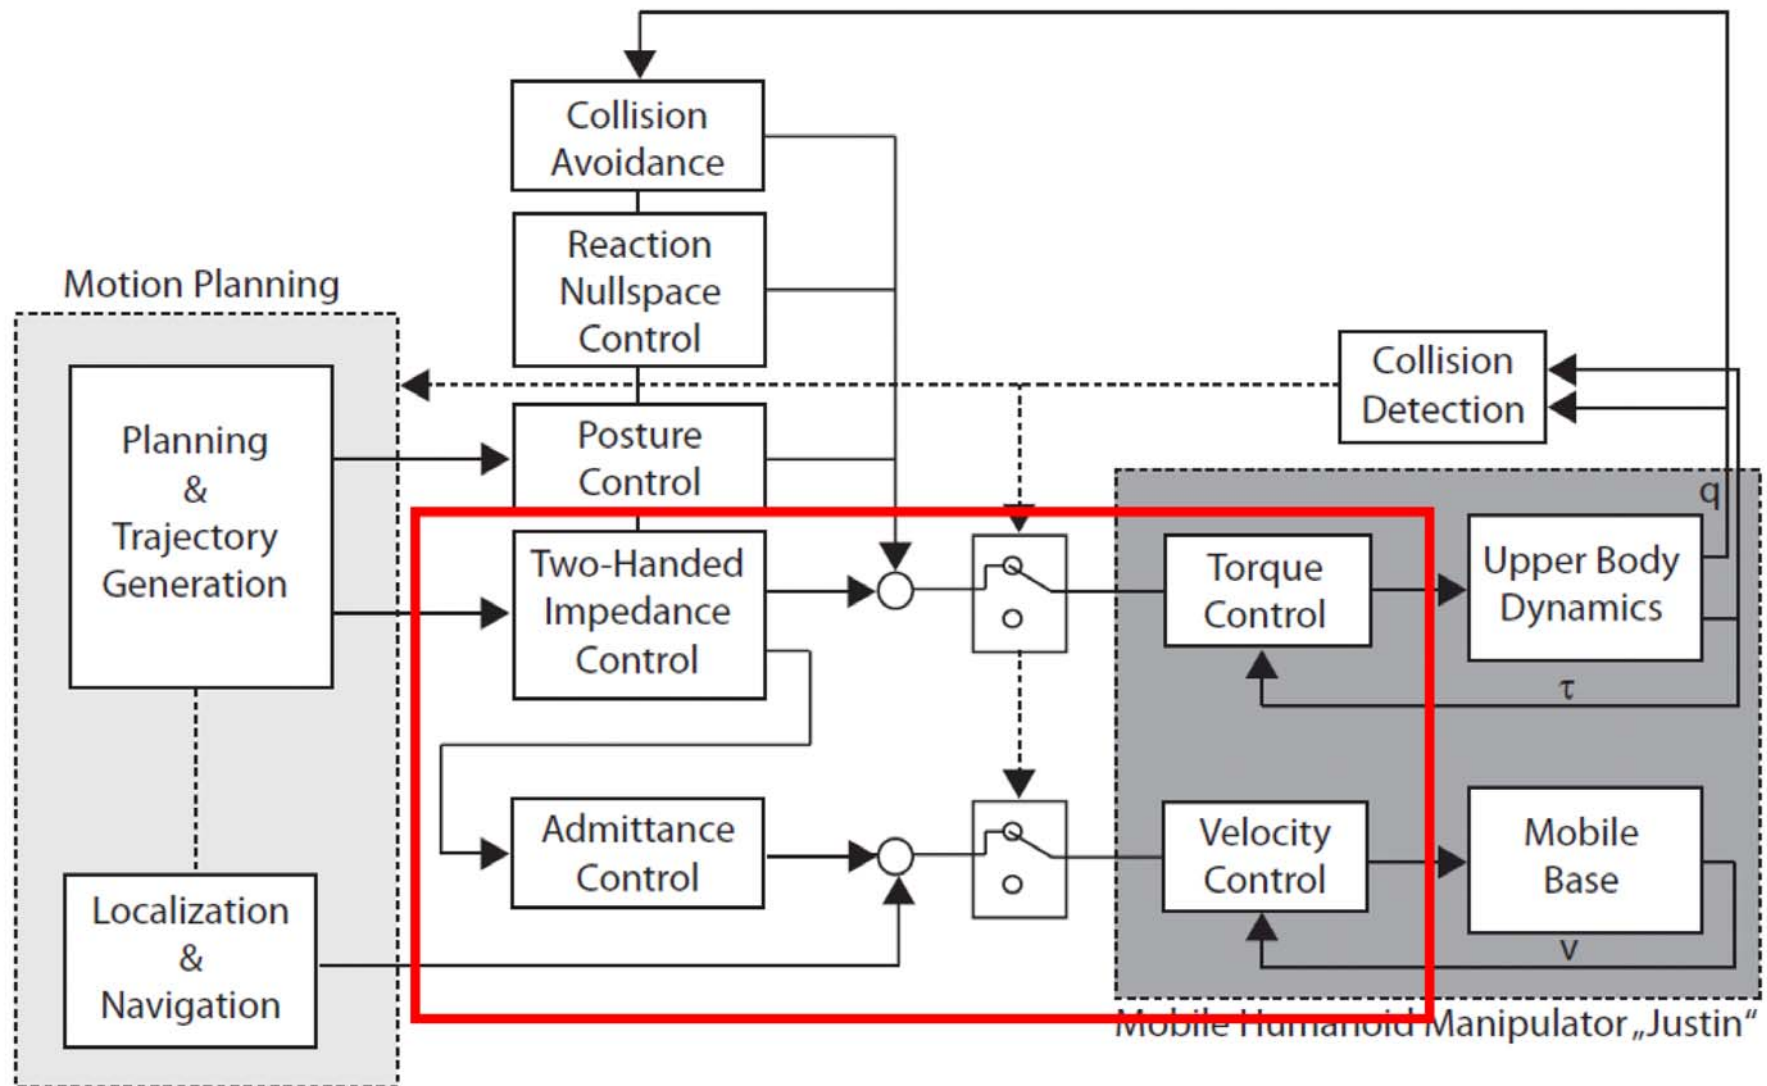 Collision
Avoidance
Reaction
Nullspace
Control
Motion Planning
Planning
&
Trajectory
Generation
Posture
Control
Collision
Detection
q
Two-Handed
Impedance
Control
Torque
Control
Upper Body
Dynamics
τ
Admittance
Control
Velocity
Control
Mobile
Base
v
Localization
&
Navigation
Mobile Humanoid Manipulator „Justin“